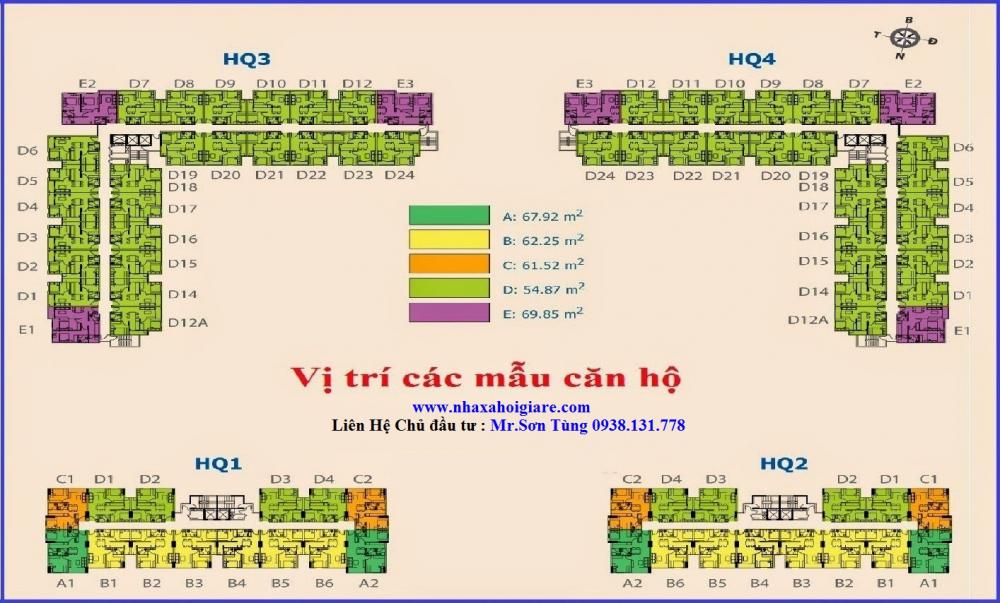 B
T
Đ
N
HQ3
HQ4
E2 D7 D8 D9 D10 D11 D12 E3
E3 D12 D11 D10 D9 D8 D7 E2
D6
D5
D4
D3
D2
D1
E1
D19 D20 D21 D22 D23 D24
D18
D17
D16
D15
D14
D12A
D24 D23 D22 D21 D20 D19
D18
D17
D16
D15
D14
D12A
D6
D5
D4
D3
D2
D1
E1
A: 67.92 m²
B: 62.25 m²
C: 61.52 m²
D: 54.87 m²
E: 69.85 m²
Vị trí các mẫu căn hộ
www.nhaxahoigiare.com
Liên Hệ Chủ đầu tư : Mr.Sơn Tùng 0938.131.778
HQ1
C1 D1 D2 D3 D4 C2
A1 B1 B2 B3 B4 B5 B6 A2
HQ2
C2 D4 D3 D2 D1 C1
A2 B6 B5 B4 B3 B2 B1 A1